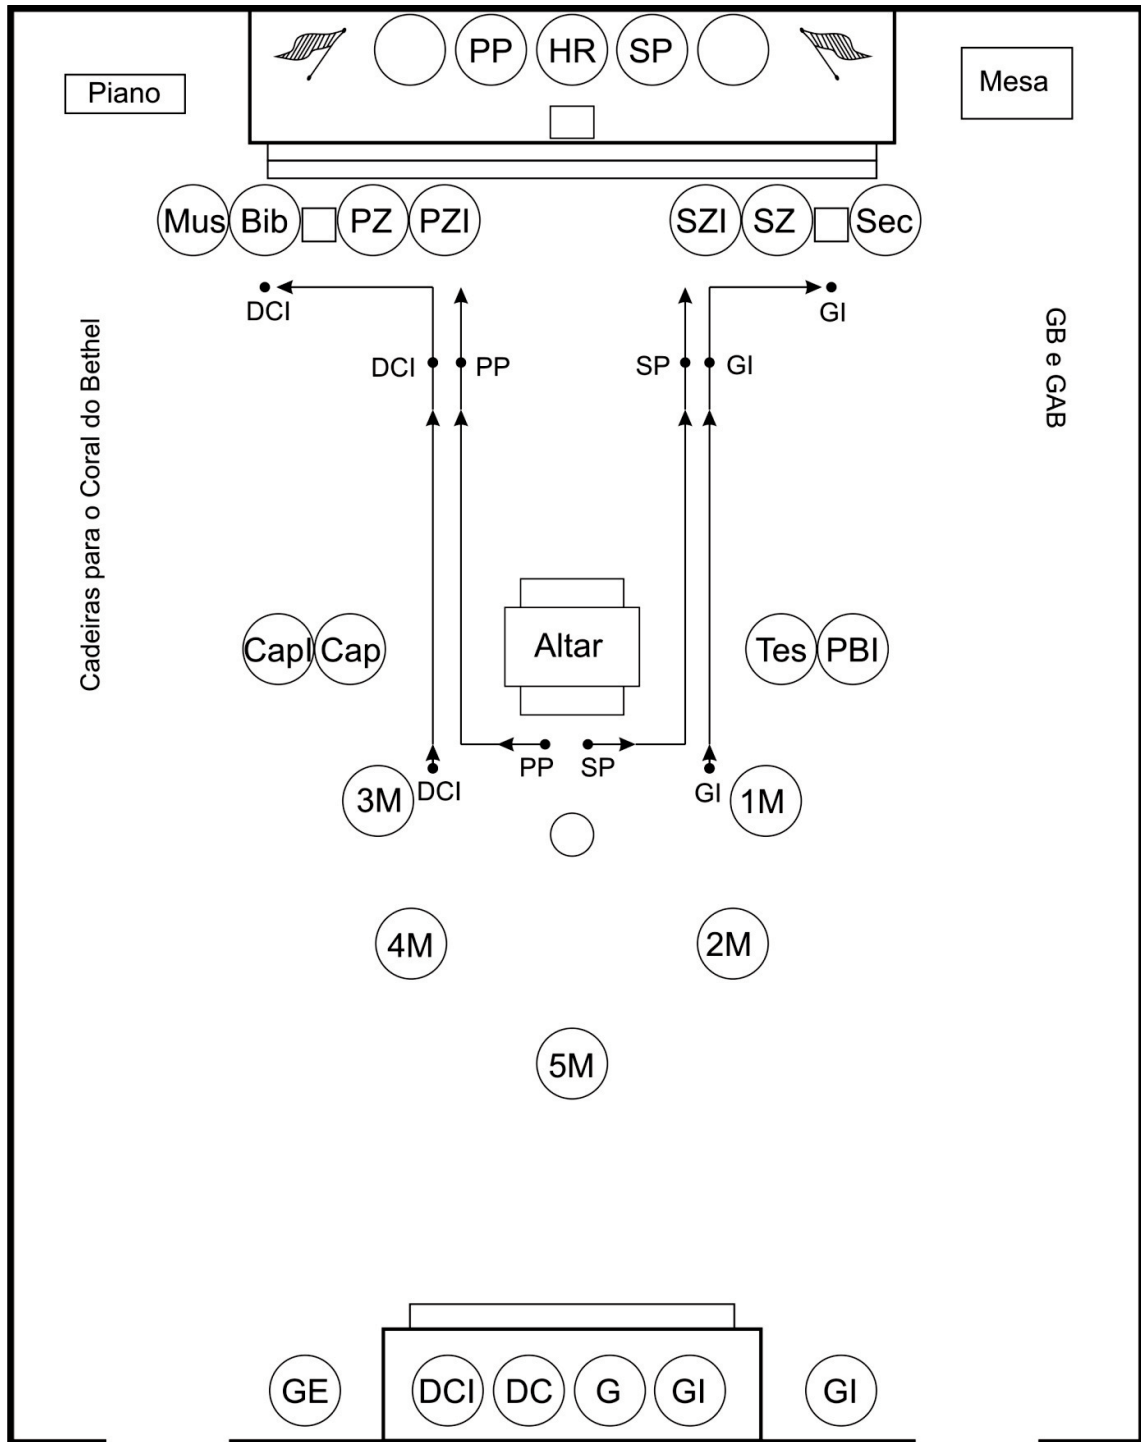 PP HR SP
Piano
Mesa
Mus Bib PZ PZI
SZI SZ Sec
DCI
GI
DCI PP
SP GI
Cadeiras para o Coral do Bethel
GB e GAB
CapI Cap
Altar
Tes PBI
PP SP
3M DCI
GI 1M
4M
2M
5M
GE
DCI DC G GI
GI